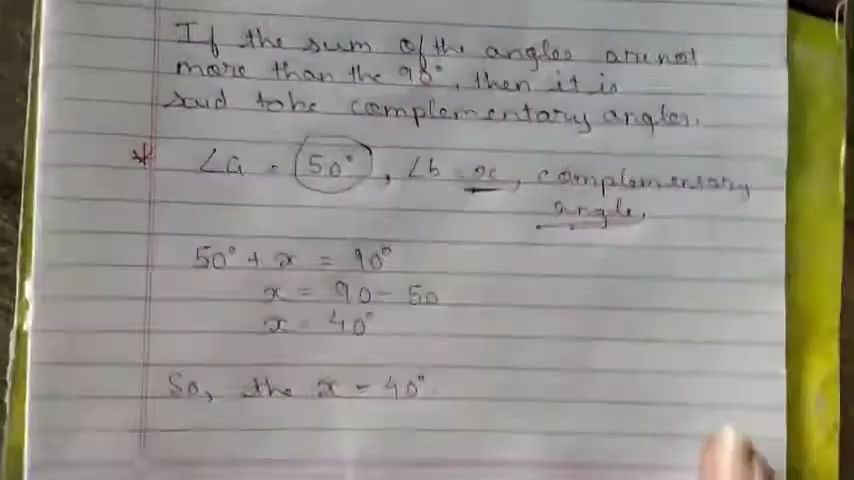 If the sum of the angles are not
more than the 90°, then it is
said to be complementary angles.
* ∠a = 50°, ∠b = x, complementary
angle.
50° + x = 90°
x = 90 - 50
x = 40°
So, the x = 40°.